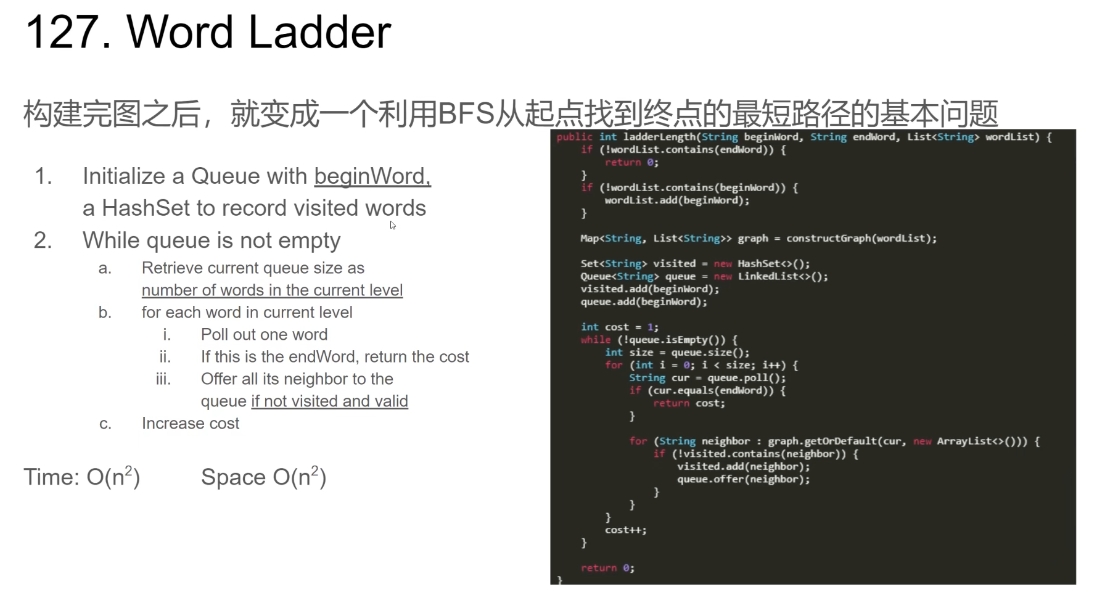 127. Word Ladder
构建完图之后，就变成一个利用BFS从起点找到终点的最短路径的基本问题
1. Initialize a Queue with beginWord,
a HashSet to record visited words
2. While queue is not empty
a. Retrieve current queue size as
number of words in the current level
b. for each word in current level
i. Poll out one word
ii. If this is the endWord, return the cost
iii. Offer all its neighbor to the
queue if not visited and valid
c. Increase cost
Time: O(n²) Space O(n²)
public int ladderLength(String beginWord, String endWord, List<String> wordList) {
if (!wordList.contains(endWord)) {
return 0;
}
if (!wordList.contains(beginWord)) {
wordList.add(beginWord);
}
Map<String, List<String>> graph = constructGraph(wordList);
Set<String> visited = new HashSet<>();
Queue<String> queue = new LinkedList<>();
visited.add(beginWord);
queue.add(beginWord);
int cost = 1;
while (!queue.isEmpty()) {
int size = queue.size();
for (int i = 0; i < size; i++) {
String cur = queue.poll();
if (cur.equals(endWord)) {
return cost;
}
for (String neighbor : graph.getOrDefault(cur, new ArrayList<>())) {
if (!visited.contains(neighbor)) {
visited.add(neighbor);
queue.offer(neighbor);
}
}
}
cost++;
}
return 0;
}